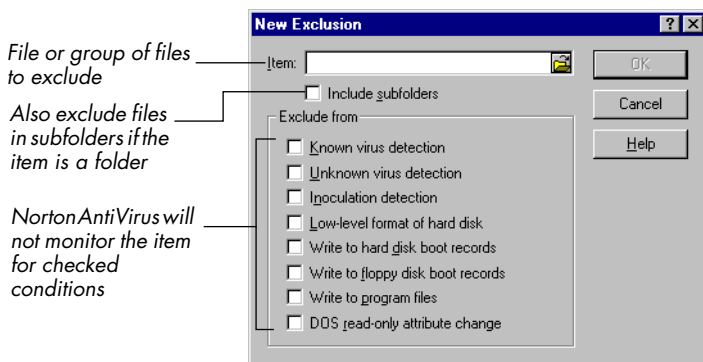 New Exclusion
File or group of files
to exclude
Item:
OK
Also exclude files
in subfolders if the
item is a folder
Include subfolders
Cancel
Exclude from
Help
Known virus detection
Unknown virus detection
Inoculation detection
Low-level format of hard disk
Norton AntiVirus will
not monitor the item
for checked
conditions
Write to hard disk boot records
Write to floppy disk boot records
Write to program files
DOS read-only attribute change